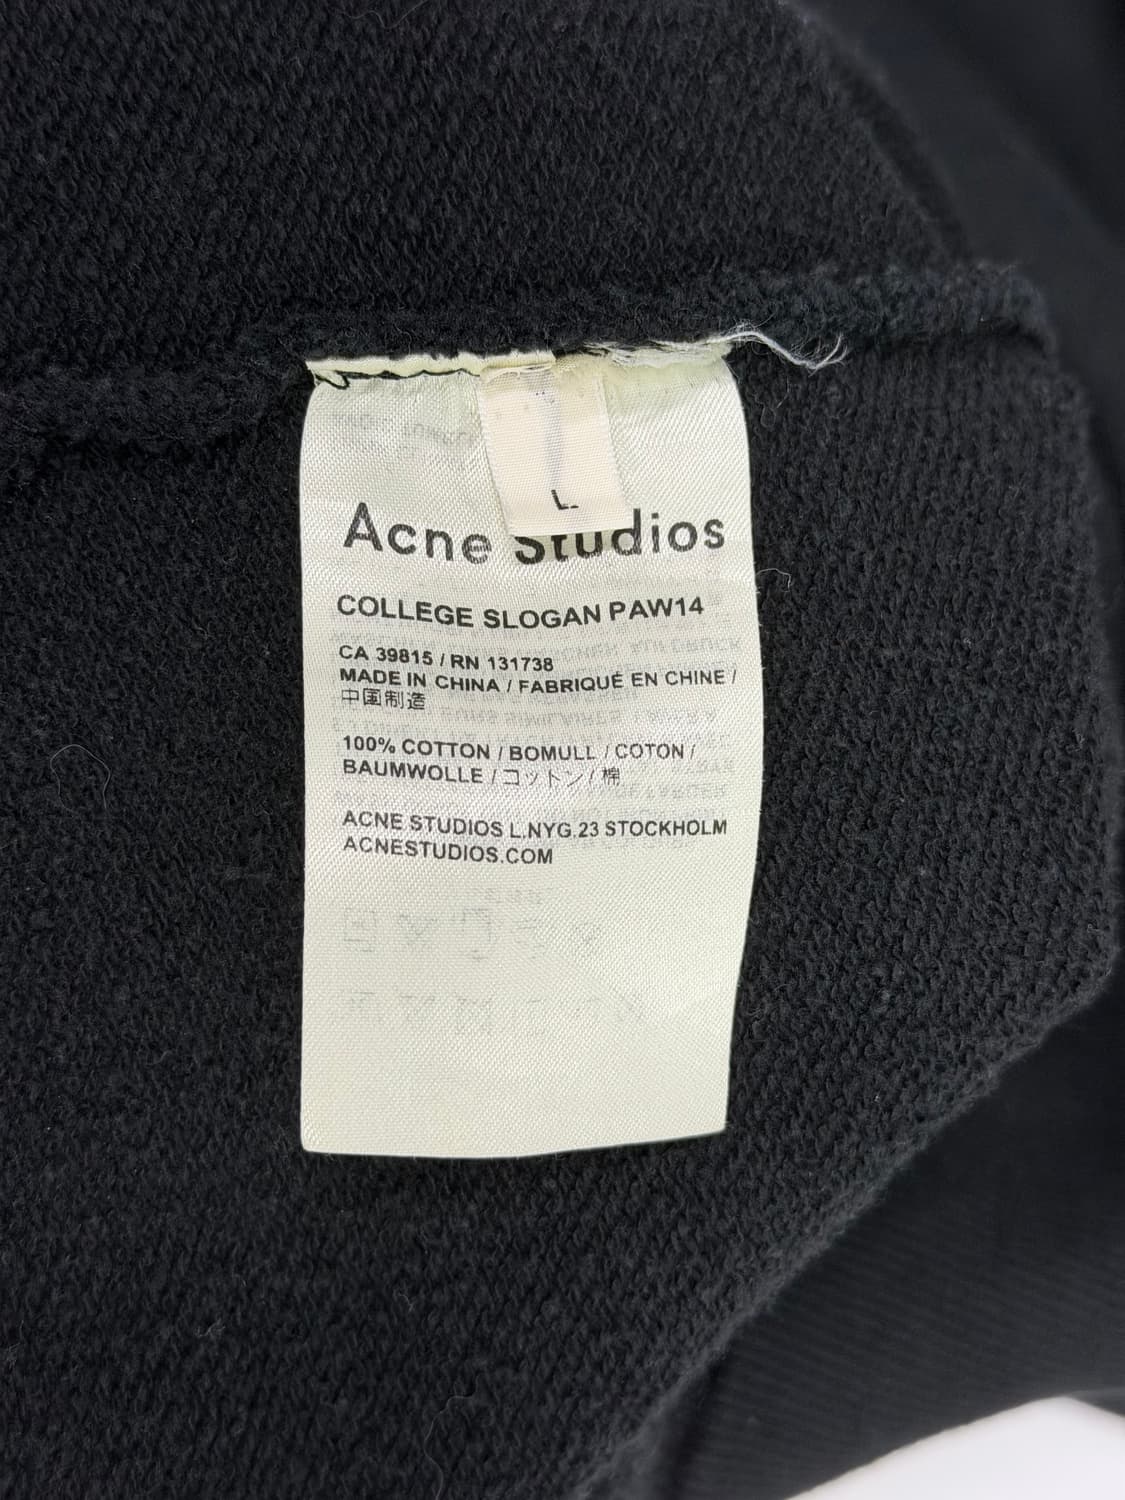 L.
Acne Studios
COLLEGE SLOGAN PAW14
CA 39815 / RN 131738
MADE IN CHINA / FABRIQUÉ EN CHINE /
中国制造
100% COTTON / BOMULL / COTON /
BAUMWOLLE / コットン / 棉
ACNE STUDIOS L.NYG.23 STOCKHOLM
ACNESTUDIOS.COM